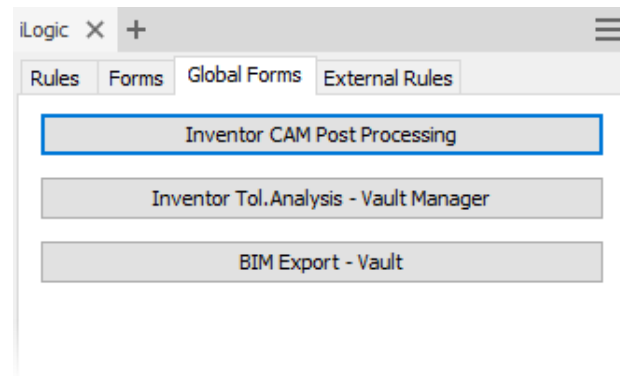 iLogic
Rules Forms Global Forms External Rules
Inventor CAM Post Processing
Inventor Tol.Analysis - Vault Manager
BIM Export - Vault